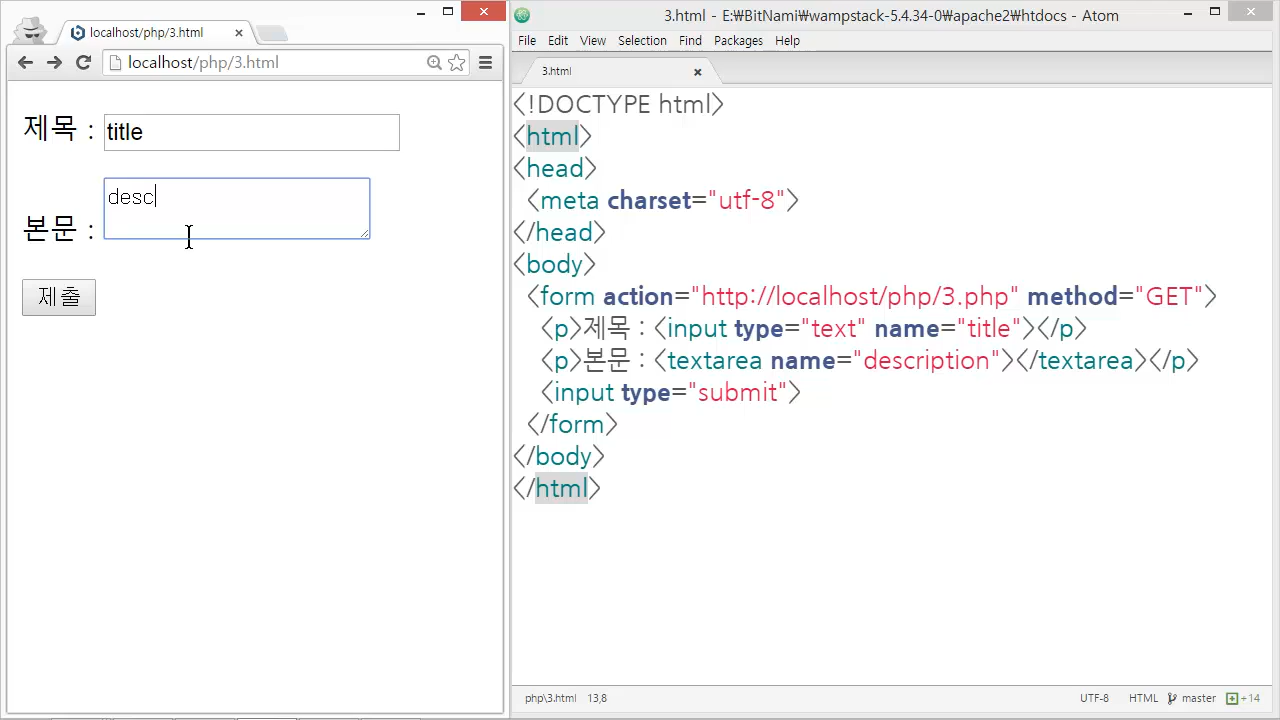 localhost/php/3.html
localhost/php/3.html
제목 : title
본문 : desc
제출
3.html - E:₩BitNami₩wampstack-5.4.34-0₩apache2₩htdocs - Atom
File Edit View Selection Find Packages Help
3.html
<!DOCTYPE html>
<html>
<head>
<meta charset="utf-8">
</head>
<body>
<form action="http://localhost/php/3.php" method="GET">
<p>제목 : <input type="text" name="title"></p>
<p>본문 : <textarea name="description"></textarea></p>
<input type="submit">
</form>
</body>
</html>
php\3.html 13,8 UTF-8 HTML master +14